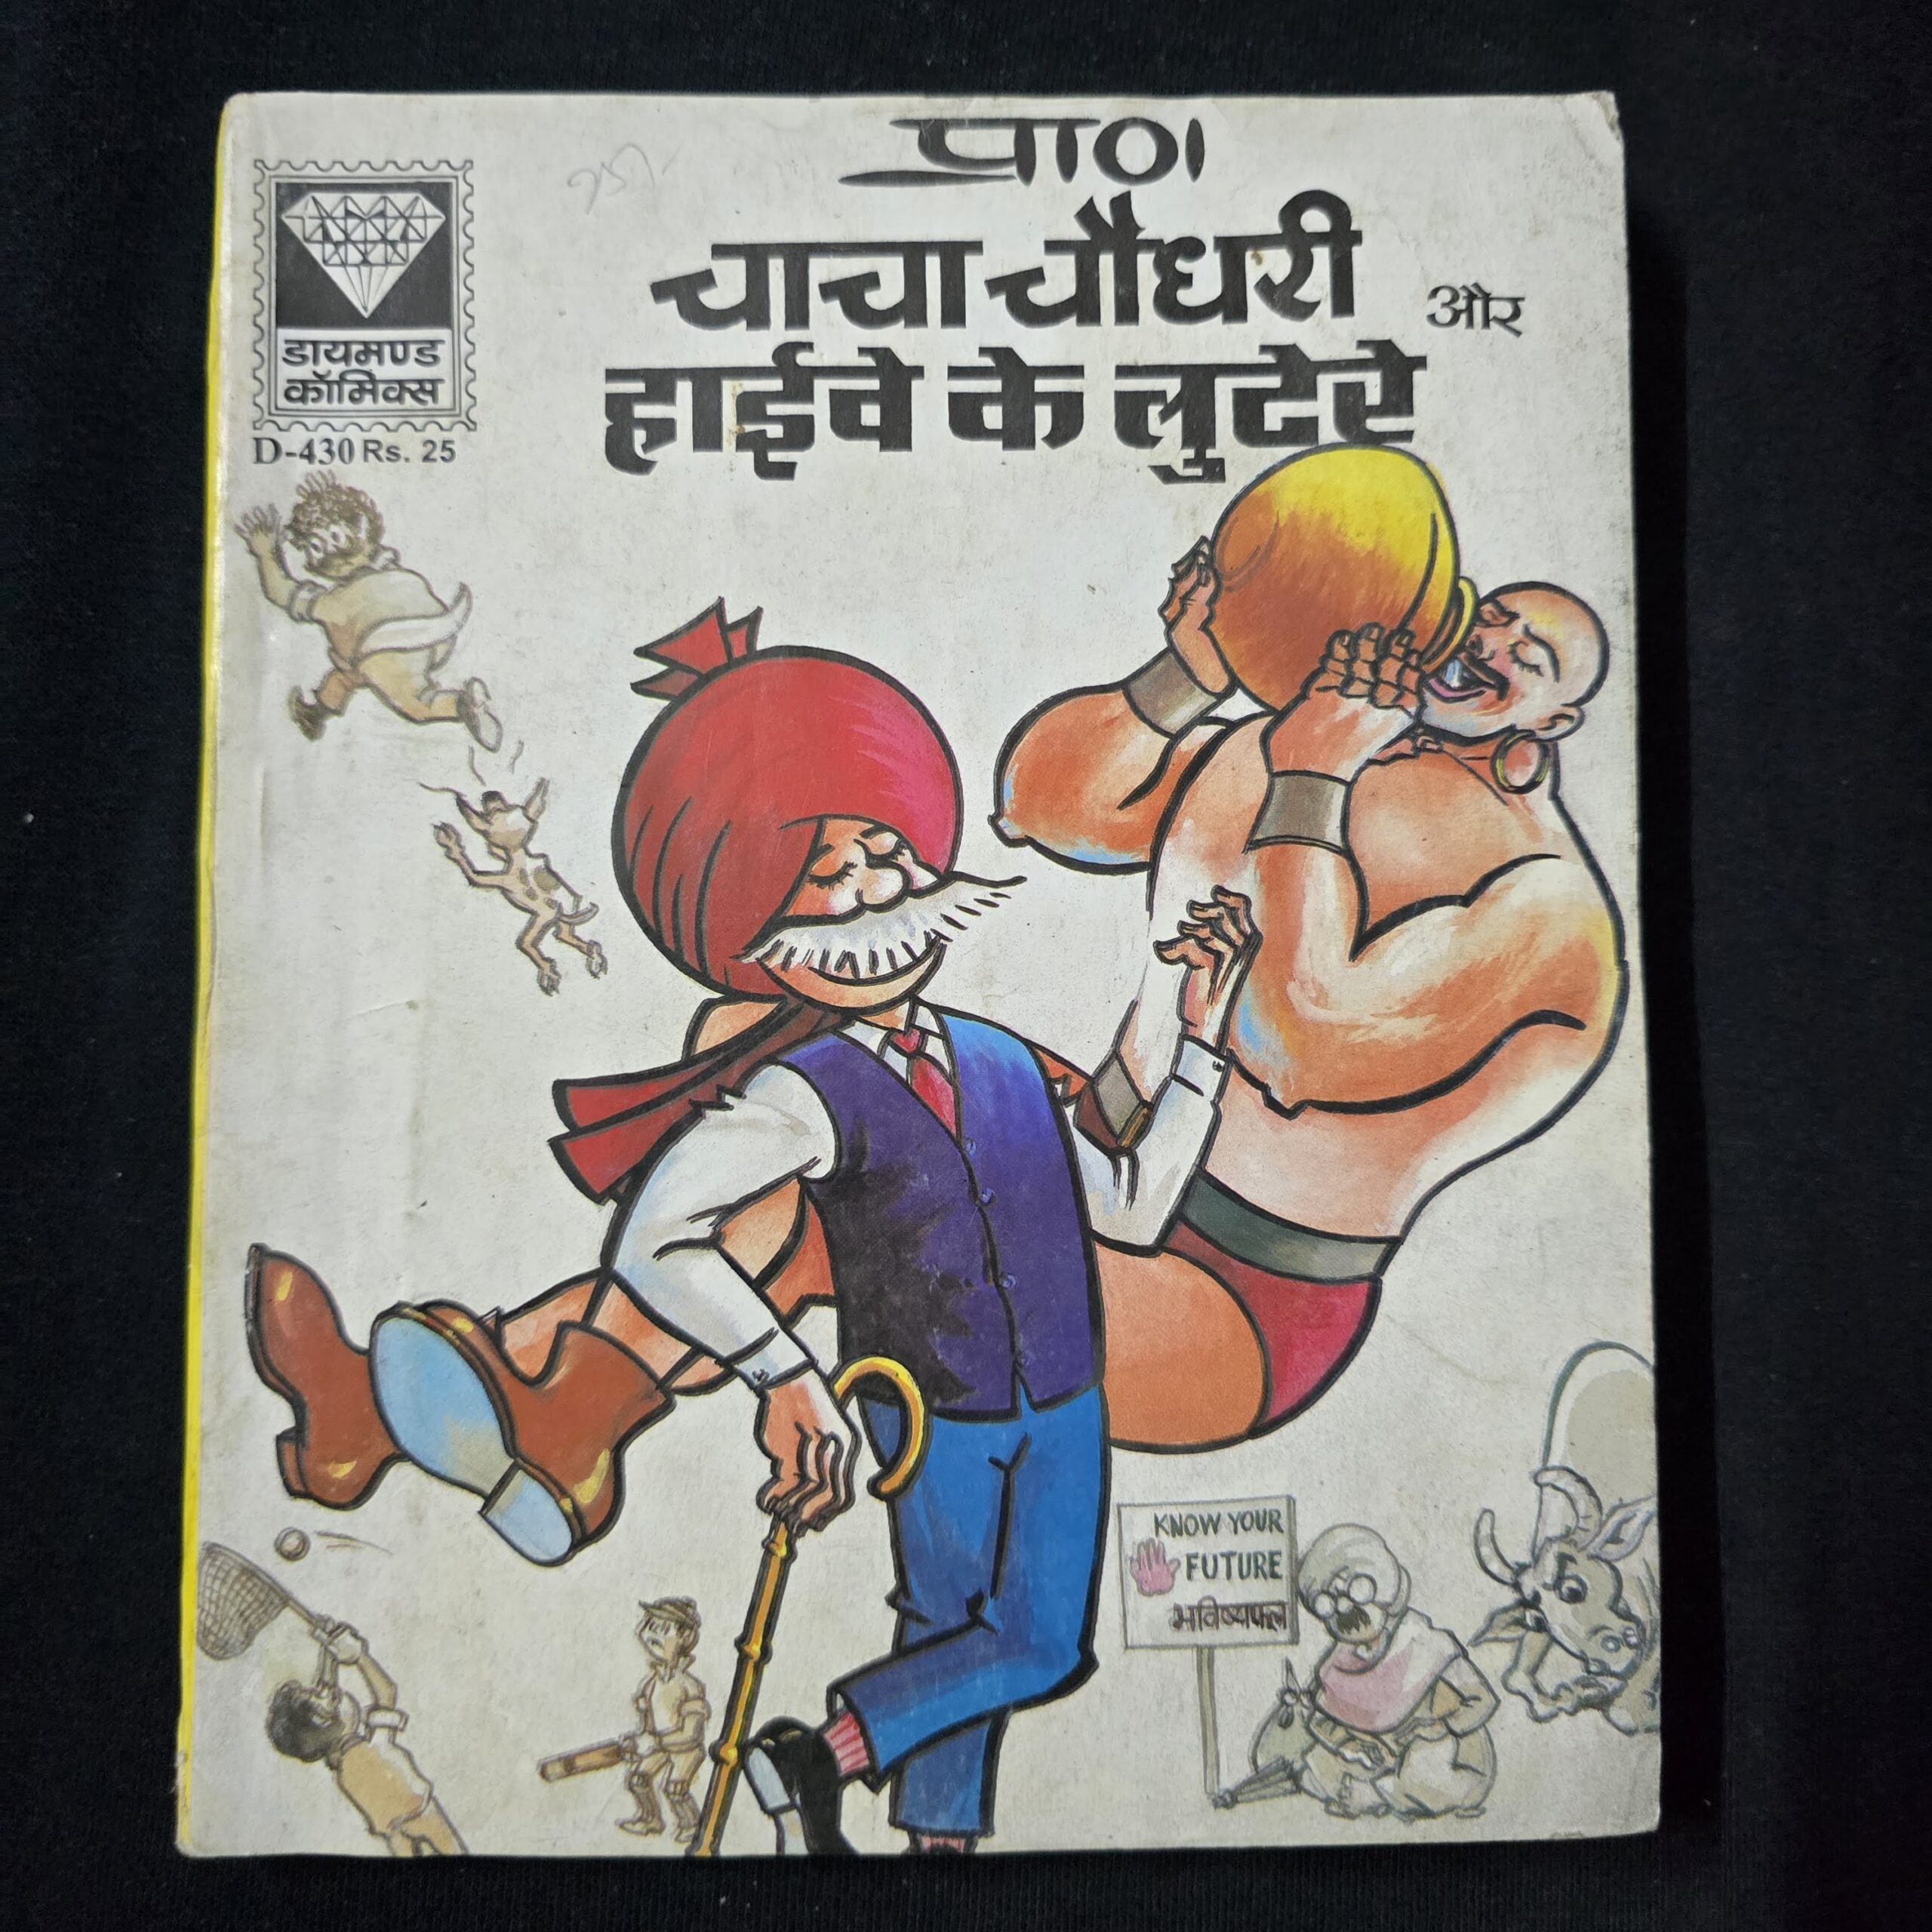 प्राण
चाचा चौधरी और
हाईवे के लुटेरे
डायमण्ड
कॉमिक्स
D-430 Rs. 25
KNOW YOUR
FUTURE
भविष्यफल